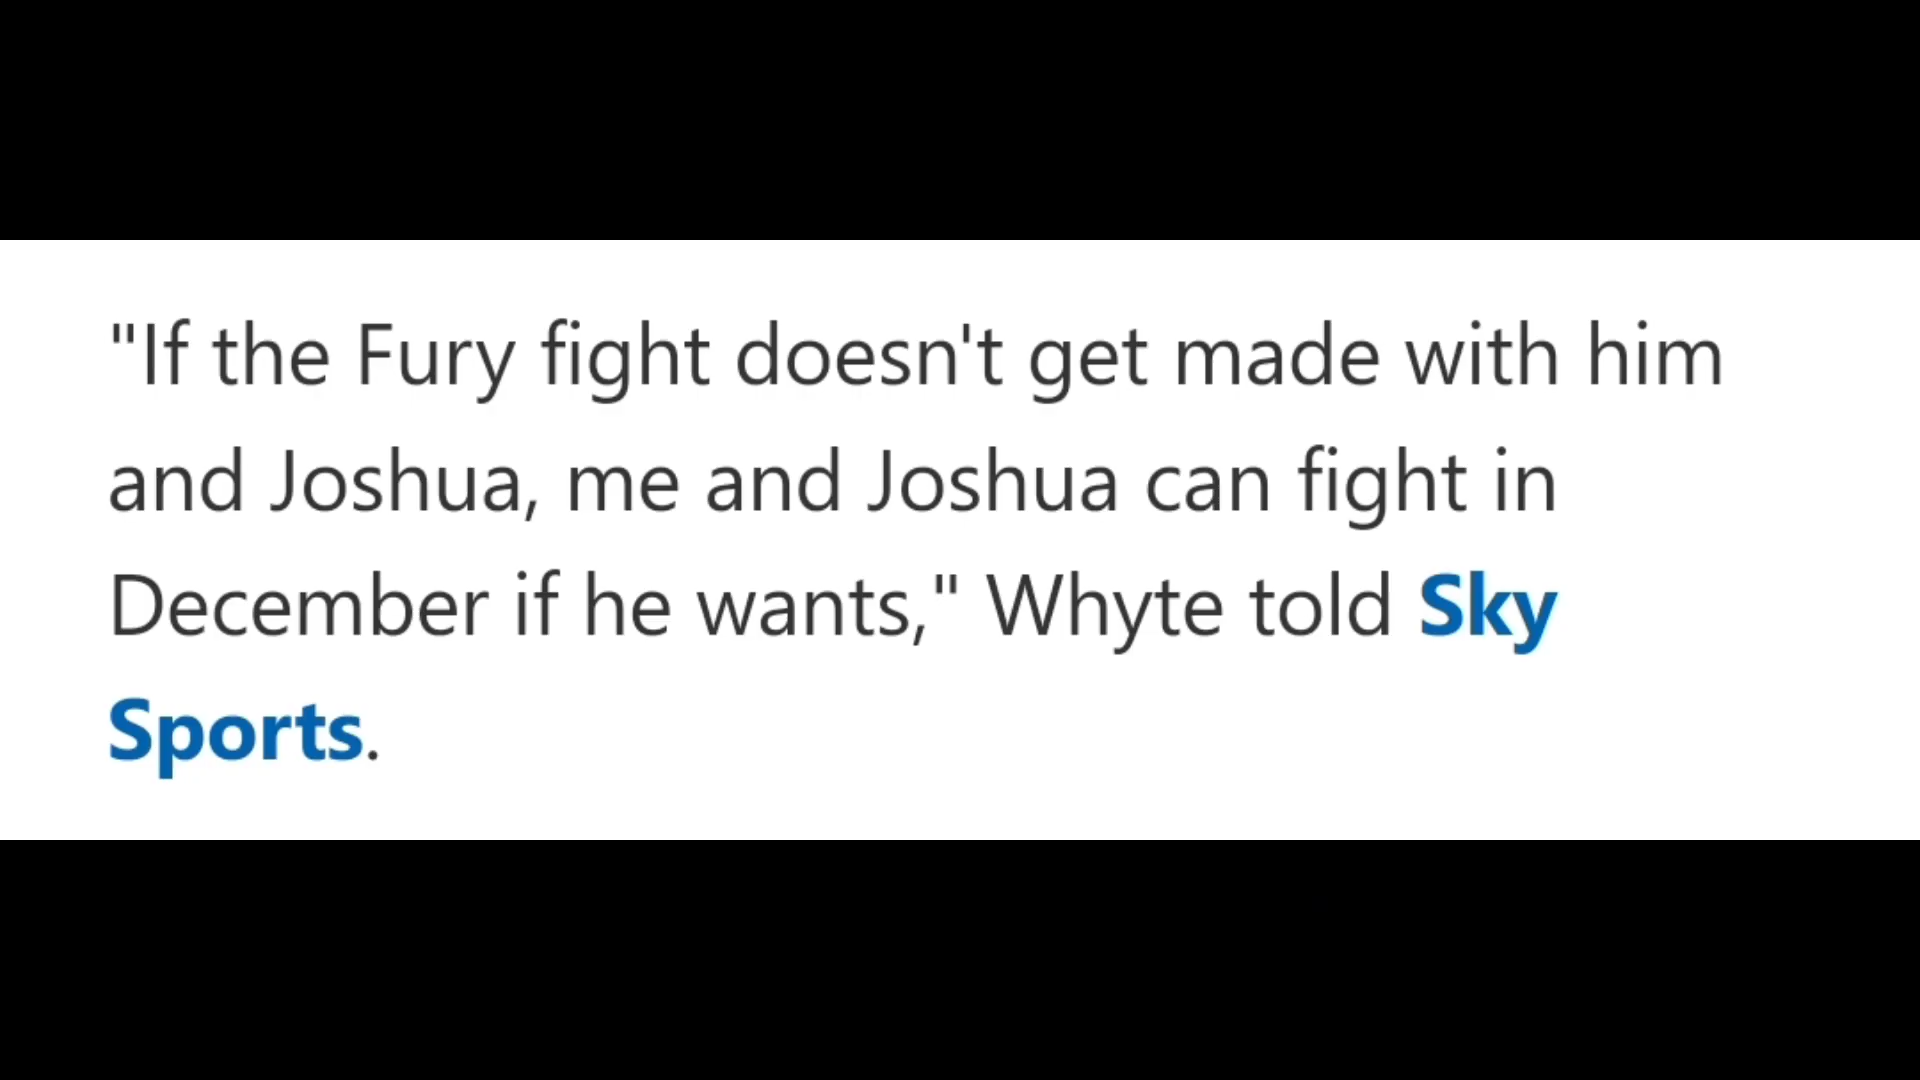 "If the Fury fight doesn't get made with him
and Joshua, me and Joshua can fight in
December if he wants," Whyte told Sky
Sports.